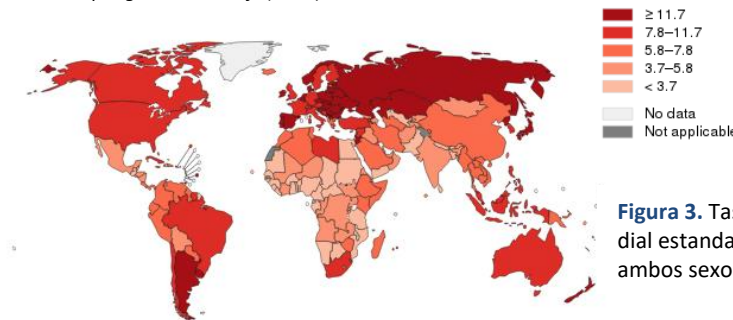 ≥ 11.7
7.8–11.7
5.8–7.8
3.7–5.8
< 3.7
No data
Not applicable
Figura 3. Tas
dial estanda
ambos sexo